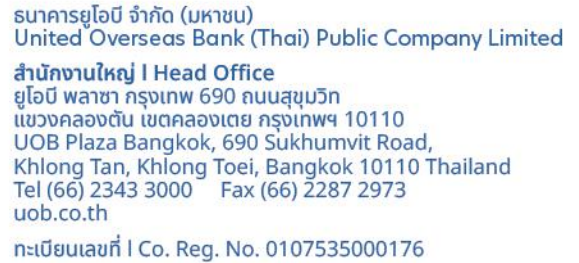 ธนาคารยูโอบี จำกัด (มหาชน)
United Overseas Bank (Thai) Public Company Limited
สำนักงานใหญ่ l Head Office
ยูโอบี พลาซา กรุงเทพ 690 ถนนสุขุมวิท
แขวงคลองตัน เขตคลองเตย กรุงเทพฯ 10110
UOB Plaza Bangkok, 690 Sukhumvit Road,
Khlong Tan, Khlong Toei, Bangkok 10110 Thailand
Tel (66) 2343 3000 Fax (66) 2287 2973
uob.co.th
ทะเบียนเลขที่ l Co. Reg. No. 0107535000176